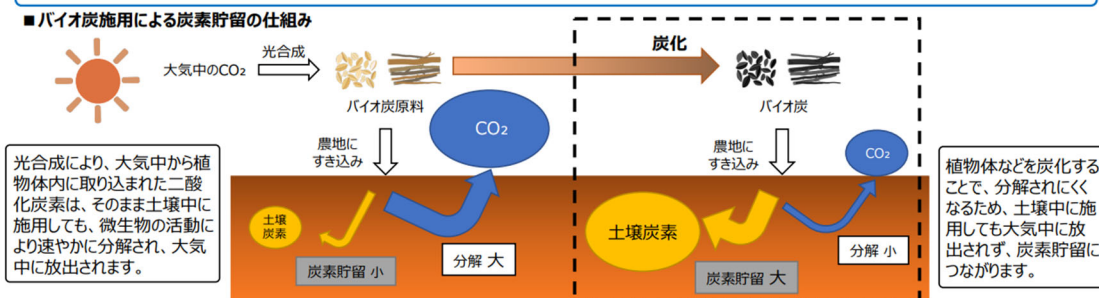 ■バイオ炭施用による炭素貯留の仕組み
大気中のCO₂
光合成
バイオ炭原料
炭化
バイオ炭
農地に
すき込み
CO₂
農地に
すき込み
CO₂
光合成により、大気中から植
物体内に取り込まれた二酸
化炭素は、そのまま土壌中に
施用しても、微生物の活動に
より速やかに分解され、大気
中に放出されます。
土壌
炭素
炭素貯留 小
分解 大
土壌炭素
炭素貯留 大
分解 小
植物体などを炭化する
ことで、分解されにくく
なるため、土壌中に施
用しても大気中に放
出されず、炭素貯留に
つながります。